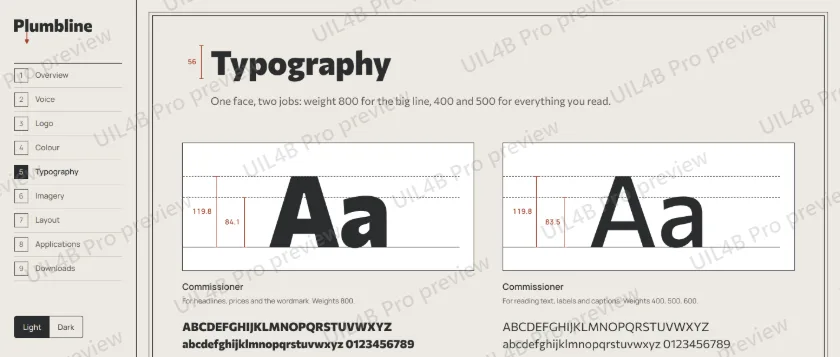 Plumbline
1 Overview
2 Voice
3 Logo
4 Colour
5 Typography
6 Imagery
7 Layout
8 Applications
9 Downloads
Light Dark
56
Typography
One face, two jobs: weight 800 for the big line, 400 and 500 for everything you read.
119.8
84.1
Aa
Commissioner
For headlines, prices and the wordmark. Weights 800.
ABCDEFGHIJKLMNOPQRSTUVWXYZ
abcdefghijklmnopqrstuvwxyz 0123456789
119.8
83.5
Aa
Commissioner
For reading text, labels and captions. Weights 400, 500, 600.
ABCDEFGHIJKLMNOPQRSTUVWXYZ
abcdefghijklmnopqrstuvwxyz 0123456789
UIL4B Pro preview